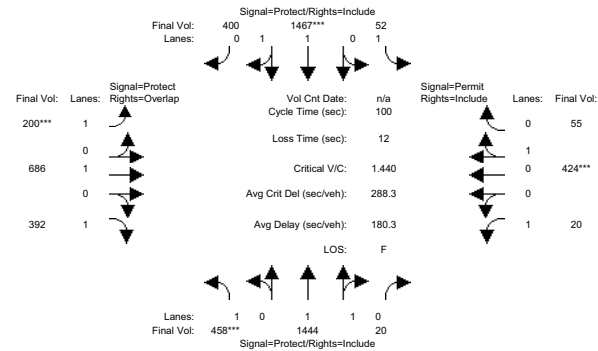 Signal=Protect/Rights=Include
Final Vol: 400 1467*** 52
Lanes: 0 1 1 0 1
Signal=Protect
Final Vol: Lanes: Rights=Overlap
Vol Cnt Date: n/a
Cycle Time (sec): 100
Signal=Permit
Rights=Include Lanes: Final Vol:
200*** 1
Loss Time (sec): 12
0 55
0
1
686 1
Critical V/C: 1.440
0 424***
0
Avg Crit Del (sec/veh): 288.3
0
392 1
Avg Delay (sec/veh): 180.3
1 20
LOS: F
Lanes: 1 0 1 1 0
Final Vol: 458*** 1444 20
Signal=Protect/Rights=Include